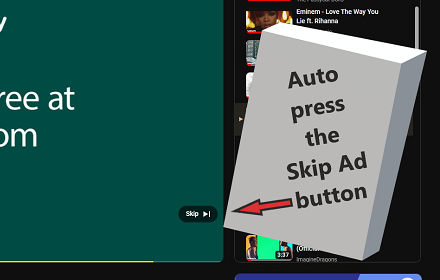 Eminem - Love The Way You
Lie ft. Rihanna
ree at
om
Auto
press
the
Skip Ad
button
Skip
3:37
ImagineDragons